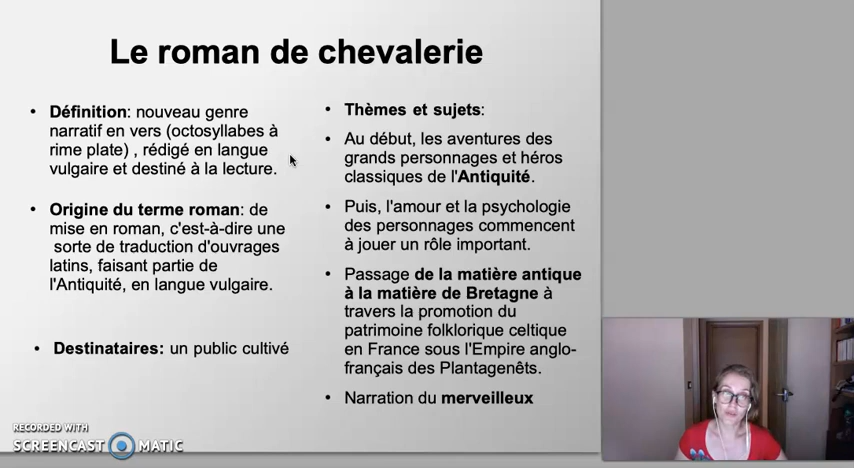 Le roman de chevalerie
• Définition: nouveau genre
narratif en vers (octosyllabes à
rime plate) , rédigé en langue
vulgaire et destiné à la lecture.
• Origine du terme roman: de
mise en roman, c'est-à-dire une
sorte de traduction d'ouvrages
latins, faisant partie de
l'Antiquité, en langue vulgaire.
• Destinataires: un public cultivé
• Thèmes et sujets:
• Au début, les aventures des
grands personnages et héros
classiques de l'Antiquité.
• Puis, l'amour et la psychologie
des personnages commencent
à jouer un rôle important.
• Passage de la matière antique
à la matière de Bretagne à
travers la promotion du
patrimoine folklorique celtique
en France sous l'Empire anglo-
français des Plantagenêts.
• Narration du merveilleux
RECORDED WITH
SCREENCAST MATIC